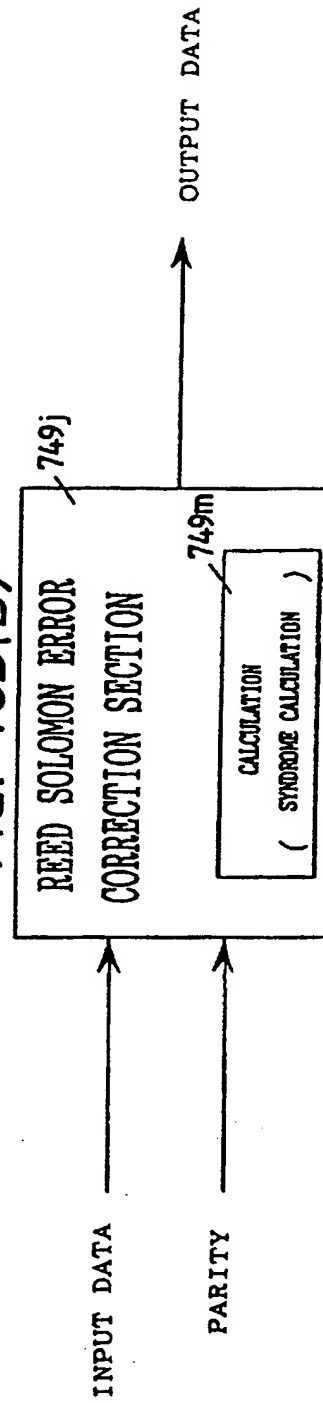 REED SOLOMON ERROR
CORRECTION SECTION
749j
749m
CALCULATION
( SYNDROME CALCULATION )
INPUT DATA
PARITY
OUTPUT DATA